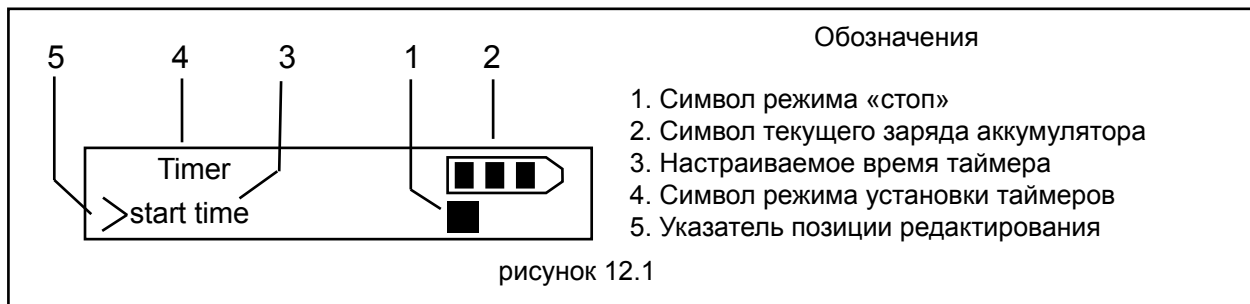 5 4 3 1 2
Timer
start time
Обозначения
1. Символ режима «стоп»
2. Символ текущего заряда аккумулятора
3. Настраиваемое время таймера
4. Символ режима установки таймеров
5. Указатель позиции редактирования
рисунок 12.1